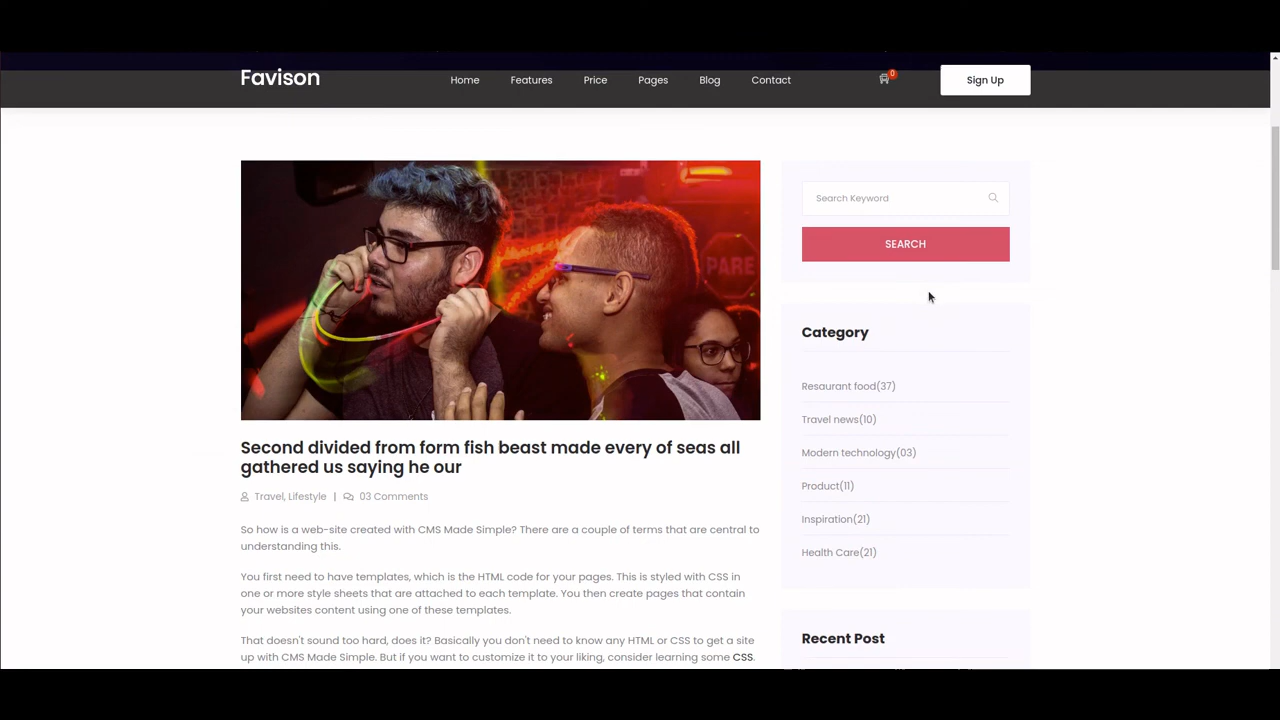 Favison
Home Features Price Pages Blog Contact 0 Sign Up
PARE
Second divided from form fish beast made every of seas all
gathered us saying he our
Travel, Lifestyle | 03 Comments
So how is a web-site created with CMS Made Simple? There are a couple of terms that are central to
understanding this.
You first need to have templates, which is the HTML code for your pages. This is styled with CSS in
one or more style sheets that are attached to each template. You then create pages that contain
your websites content using one of these templates.
That doesn't sound too hard, does it? Basically you don't need to know any HTML or CSS to get a site
up with CMS Made Simple. But if you want to customize it to your liking, consider learning some CSS.
Search Keyword
SEARCH
Category
Resaurant food(37)
Travel news(10)
Modern technology(03)
Product(11)
Inspiration(21)
Health Care(21)
Recent Post